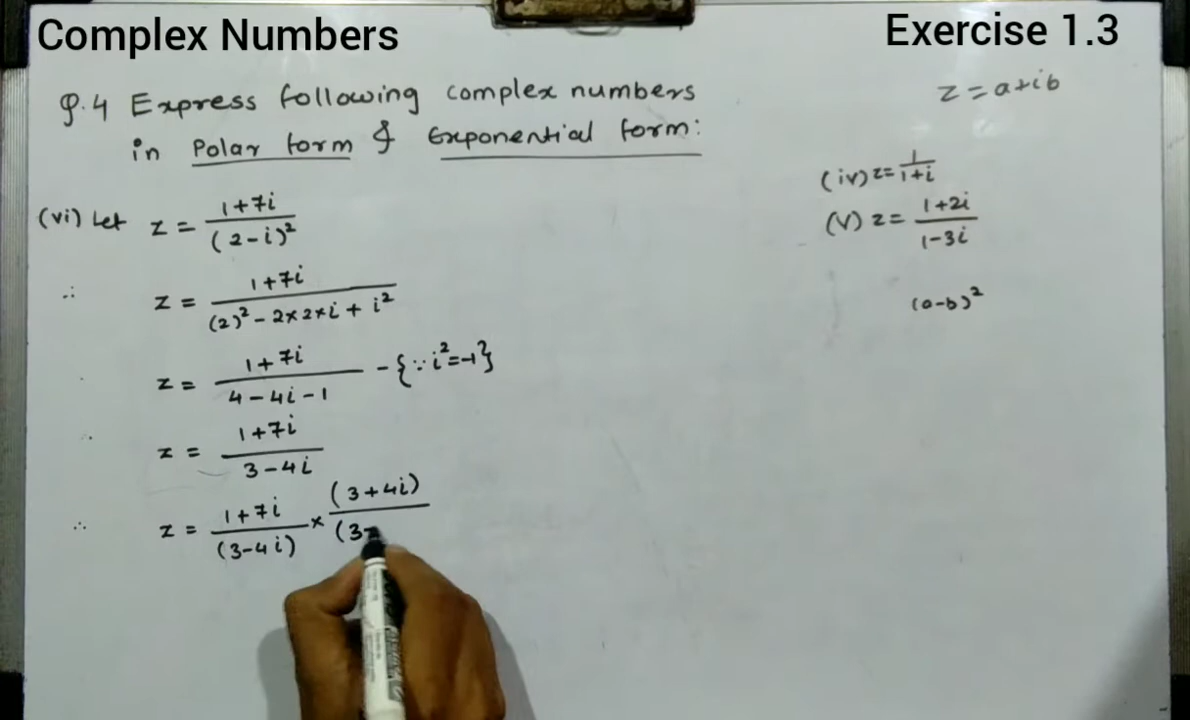 Complex Numbers
Exercise 1.3
Q.4 Express following complex numbers
in Polar form & Exponential form:
z = a+ib
(iv) z = 1/(1+i)
(v) z = (1+2i)/(1-3i)
(a-b)²
(vi) Let z = (1+7i)/(2-i)²
∴ z = (1+7i)/((2)² - 2×2×i + i²)
z = (1+7i)/(4-4i-1) - {∵ i²=-1}
∴ z = (1+7i)/(3-4i)
∴ z = (1+7i)/(3-4i) × (3+4i)/(3